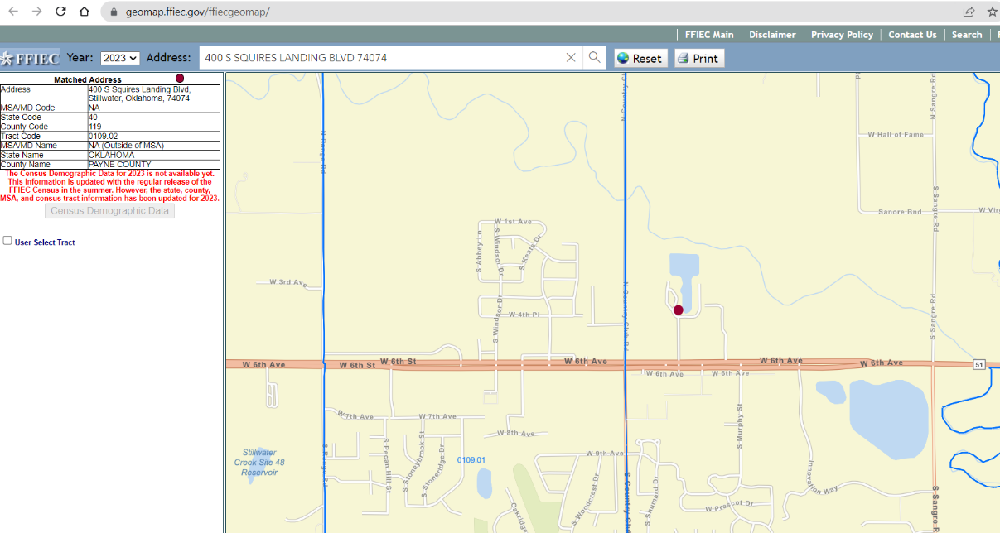 geomap.ffiec.gov/ffiecgeomap/
FFIEC Main Disclaimer Privacy Policy Contact Us Search
FFIEC Year: 2023 Address: 400 S SQUIRES LANDING BLVD 74074 Reset Print
Matched Address
Address 400 S Squires Landing Blvd,
Stillwater, Oklahoma, 74074
MSA/MD Code NA
State Code 40
County Code 119
Tract Code 0109.02
MSA/MD Name NA (Outside of MSA)
State Name OKLAHOMA
County Name PAYNE COUNTY
The Census Demographic Data for 2023 is not available yet.
This information is updated with the regular release of the
FFIEC Census in the summer. However, the state, county,
MSA, and census tract information has been updated for 2023.
Census Demographic Data
User Select Tract
N Range Rd
N Country Cl
N Sangre Rd
W Hall of Fame
S Sangre Rd
Sanore Bnd
W Vir
W 1st Ave
S Abbey Ln
S Windsor Dr
S Keats Dr
W 3rd Ave
N Country Club Rd
S Sangre Rd
W 4th Pl
S Windsor Dr
W 6th Ave
W 6th St
W 6th St
W 6th Ave
W 6th Ave
W 6th Ave
51
W 6th Ave
W 6th Ave
W 7th Ave
W 7th Ave
S Murphy St
W 8th Ave
S Range Rd
S Pecan Hill St
S Stoneybrook St
S Stoneridge Dr
W 9th Ave
Stillwater
Creek Site 48
Reservoir
0109.01
S Woodcrest Dr
S Country Clu
S Shumard Dr
Innovation Way
W Prescot Dr
Oakridge
S Sangre R